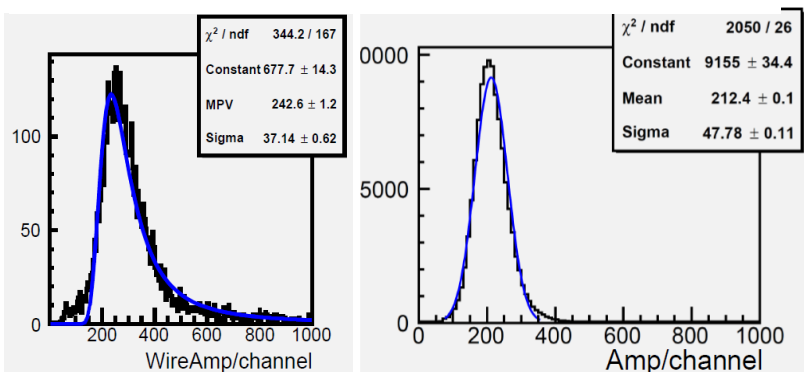 χ² / ndf 344.2 / 167
Constant 677.7 ± 14.3
MPV 242.6 ± 1.2
Sigma 37.14 ± 0.62
100
50
0
200 400 600 800 1000
WireAmp/channel
χ² / ndf 2050 / 26
Constant 9155 ± 34.4
Mean 212.4 ± 0.1
Sigma 47.78 ± 0.11
0000
5000
0
0 200 400 600 800 1000
Amp/channel